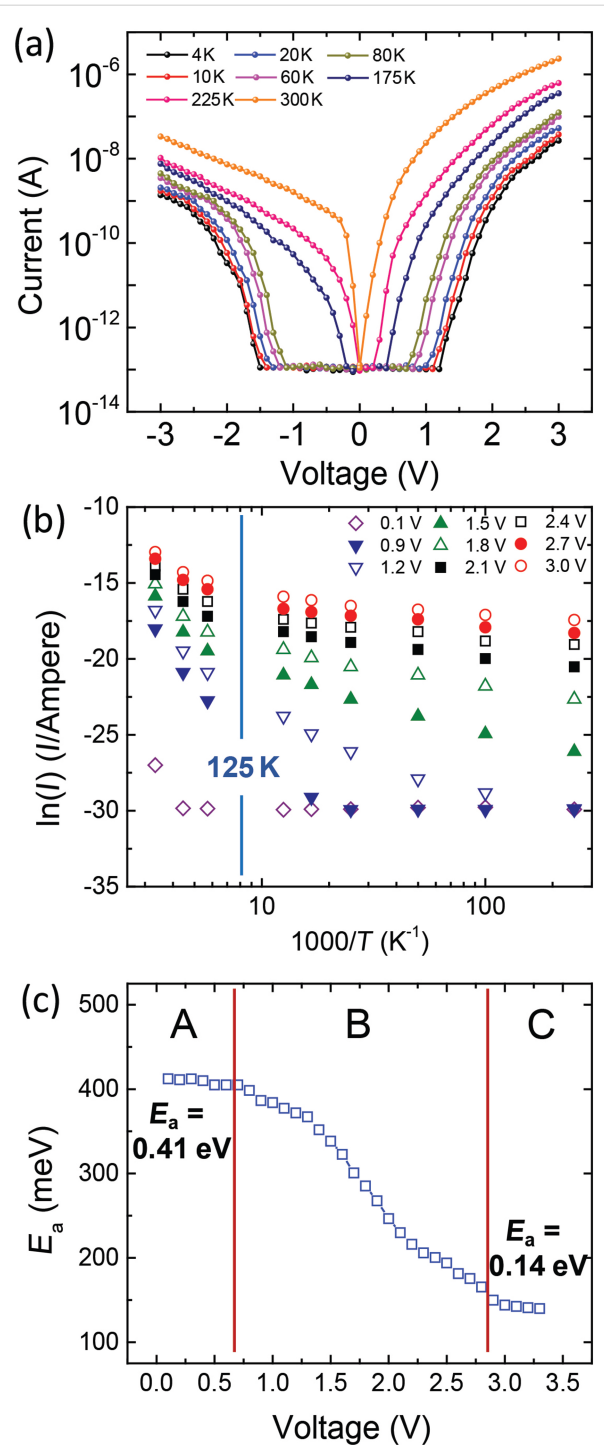 (a)
Current (A)
10-6
10-8
10-10
10-12
10-14
4K 20K 80K
10K 60K 175K
225K 300K
-3 -2 -1 0 1 2 3
Voltage (V)
(b)
ln(I) (I/Ampere)
-10
-15
-20
-25
-30
-35
0.1 V 1.5 V 2.4 V
0.9 V 1.8 V 2.7 V
1.2 V 2.1 V 3.0 V
125 K
10 100
1000/T (K-1)
(c)
Ea (meV)
500
400
300
200
100
A B C
Ea =
0.41 eV
Ea =
0.14 eV
0.0 0.5 1.0 1.5 2.0 2.5 3.0 3.5
Voltage (V)